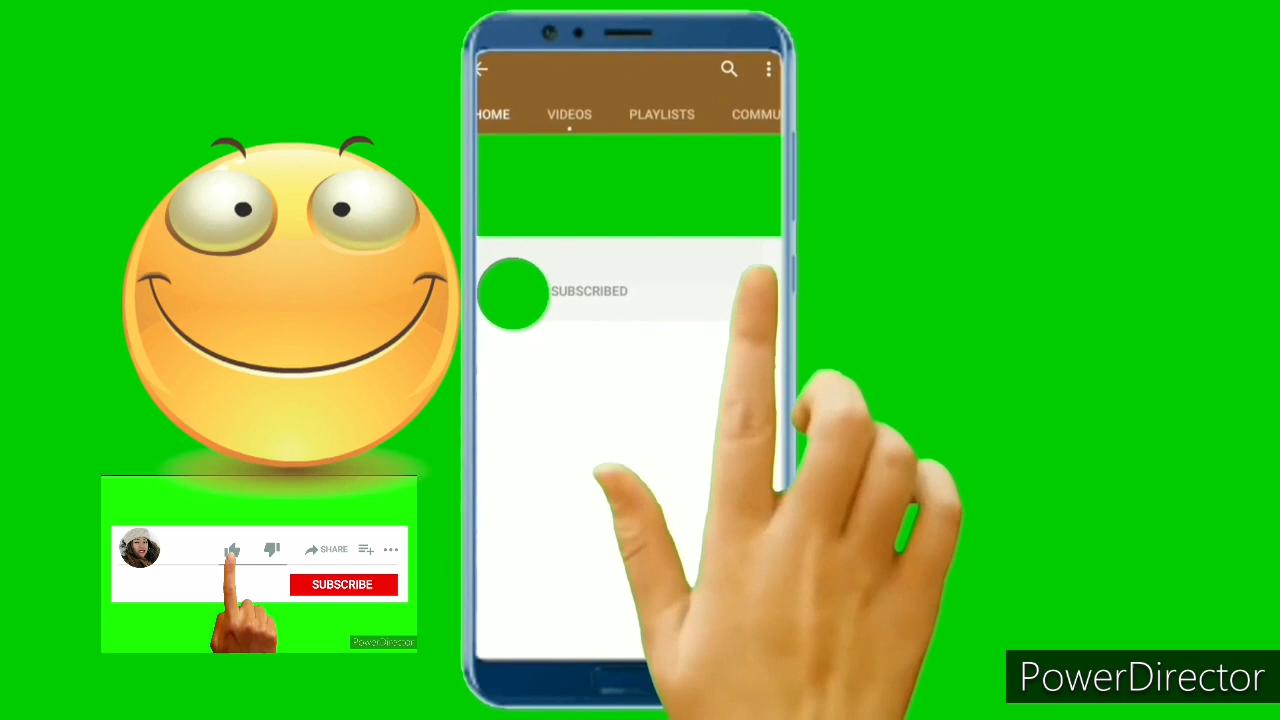 HOME VIDEOS PLAYLISTS COMMU
SUBSCRIBED
SHARE
SUBSCRIBE
PowerDirector
PowerDirector